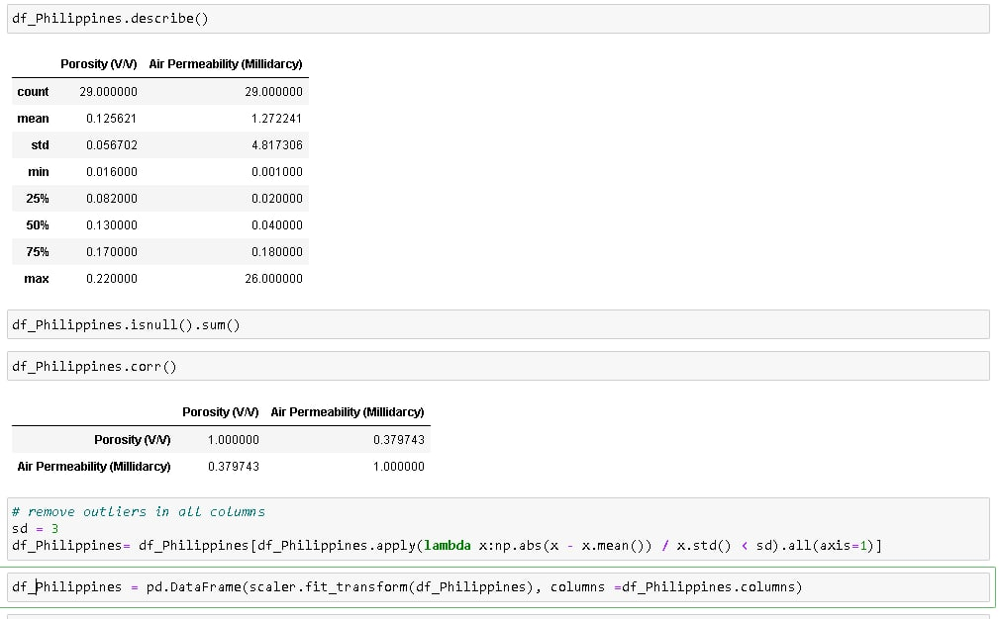 df_Philippines.describe()
Porosity (V/V) Air Permeability (Millidarcy)
count 29.000000 29.000000
mean 0.125621 1.272241
std 0.056702 4.817306
min 0.016000 0.001000
25% 0.082000 0.020000
50% 0.130000 0.040000
75% 0.170000 0.180000
max 0.220000 26.000000
df_Philippines.isnull().sum()
df_Philippines.corr()
Porosity (V/V) Air Permeability (Millidarcy)
Porosity (V/V) 1.000000 0.379743
Air Permeability (Millidarcy) 0.379743 1.000000
# remove outliers in all columns
sd = 3
df_Philippines= df_Philippines[df_Philippines.apply(lambda x:np.abs(x - x.mean()) / x.std() < sd).all(axis=1)]
df_Philippines = pd.DataFrame(scaler.fit_transform(df_Philippines), columns =df_Philippines.columns)